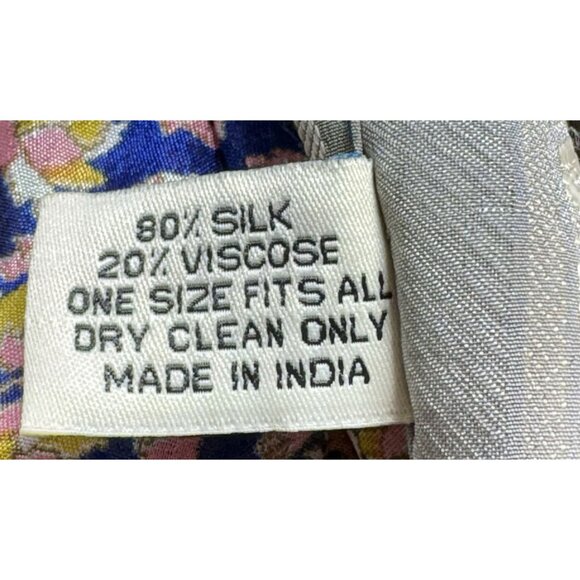 80% SILK
20% VISCOSE
ONE SIZE FITS ALL
DRY CLEAN ONLY
MADE IN INDIA